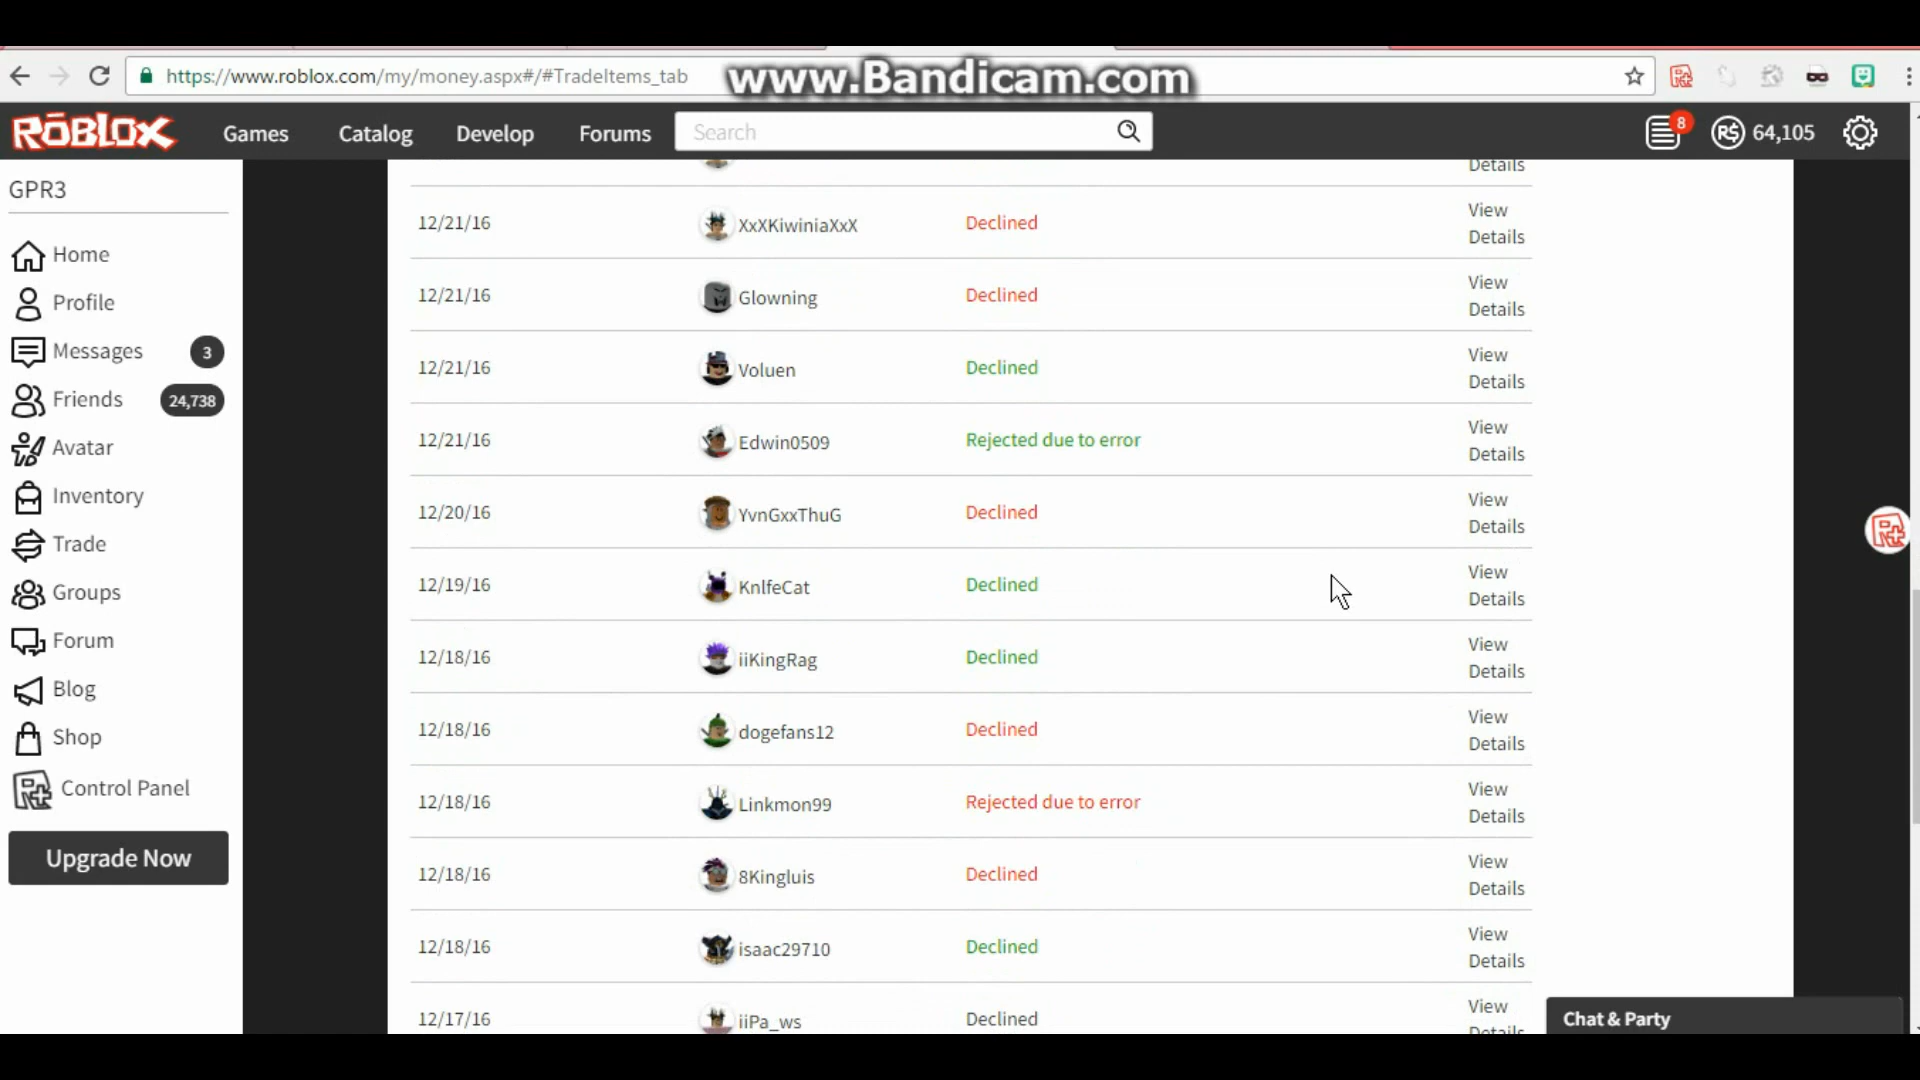 https://www.roblox.com/my/money.aspx#/#TradeItems_tab
www.Bandicam.com
ROBLOX Games Catalog Develop Forums Search 8 R$ 64,105
GPR3
Home
Profile
Messages 3
Friends 24,738
Avatar
Inventory
Trade
Groups
Forum
Blog
Shop
R+ Control Panel
Upgrade Now
Details
12/21/16 XxXKiwiniaXxX Declined View
Details
12/21/16 Glowning Declined View
Details
12/21/16 Voluen Declined View
Details
12/21/16 Edwin0509 Rejected due to error View
Details
12/20/16 YvnGxxThuG Declined View
Details
12/19/16 KnlfeCat Declined View
Details
12/18/16 iiKingRag Declined View
Details
12/18/16 dogefans12 Declined View
Details
12/18/16 Linkmon99 Rejected due to error View
Details
12/18/16 8Kingluis Declined View
Details
12/18/16 isaac29710 Declined View
Details
12/17/16 iiPa_ws Declined View
Details
R+
Chat & Party